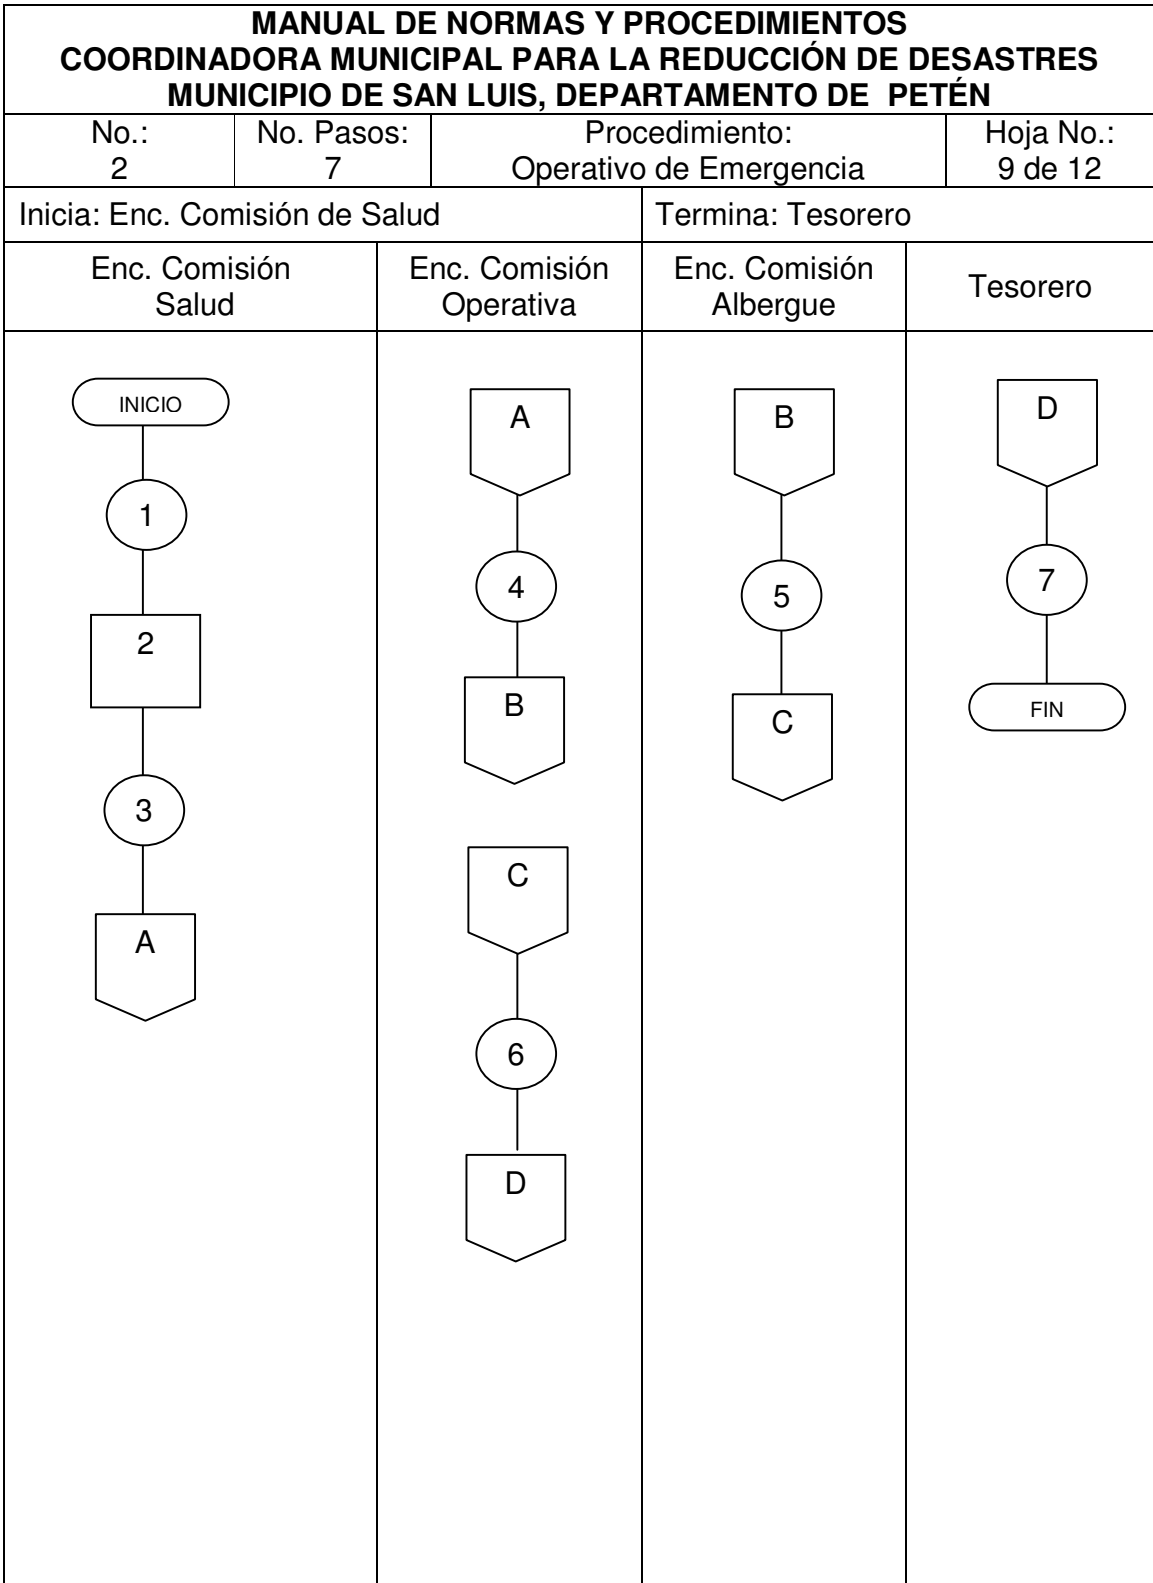 MANUAL DE NORMAS Y PROCEDIMIENTOS
COORDINADORA MUNICIPAL PARA LA REDUCCIÓN DE DESASTRES
MUNICIPIO DE SAN LUIS, DEPARTAMENTO DE PETÉN
No.:
2
No. Pasos:
7
Procedimiento:
Operativo de Emergencia
Hoja No.:
9 de 12
Inicia: Enc. Comisión de Salud
Termina: Tesorero
Enc. Comisión
Salud
Enc. Comisión
Operativa
Enc. Comisión
Albergue
Tesorero
INICIO
1
2
3
A
A
4
B
C
6
D
B
5
C
D
7
FIN